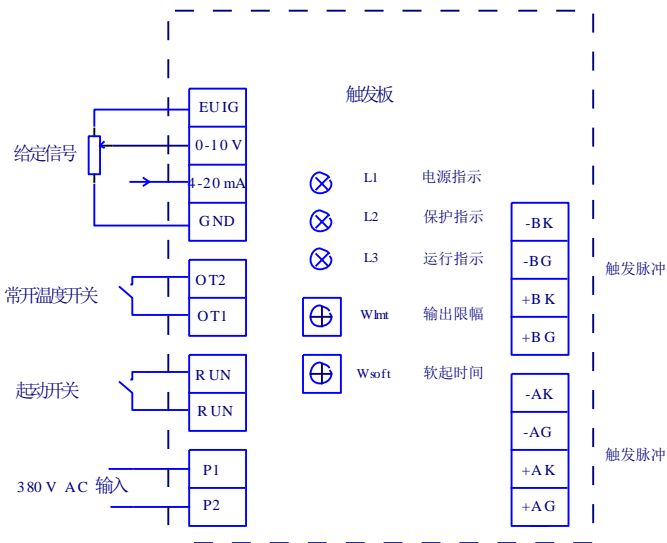 触发板
EUIG
0-10 V
给定信号
4-20 mA
GND
L1 电源指示
L2 保护指示
L3 运行指示
Wlmt 输出限幅
Wsoft 软起时间
常开温度开关
OT2
OT1
起动开关
RUN
RUN
380V AC 输入
P1
P2
-BK
-BG
+BK
+BG
触发脉冲
-AK
-AG
+AK
+AG
触发脉冲